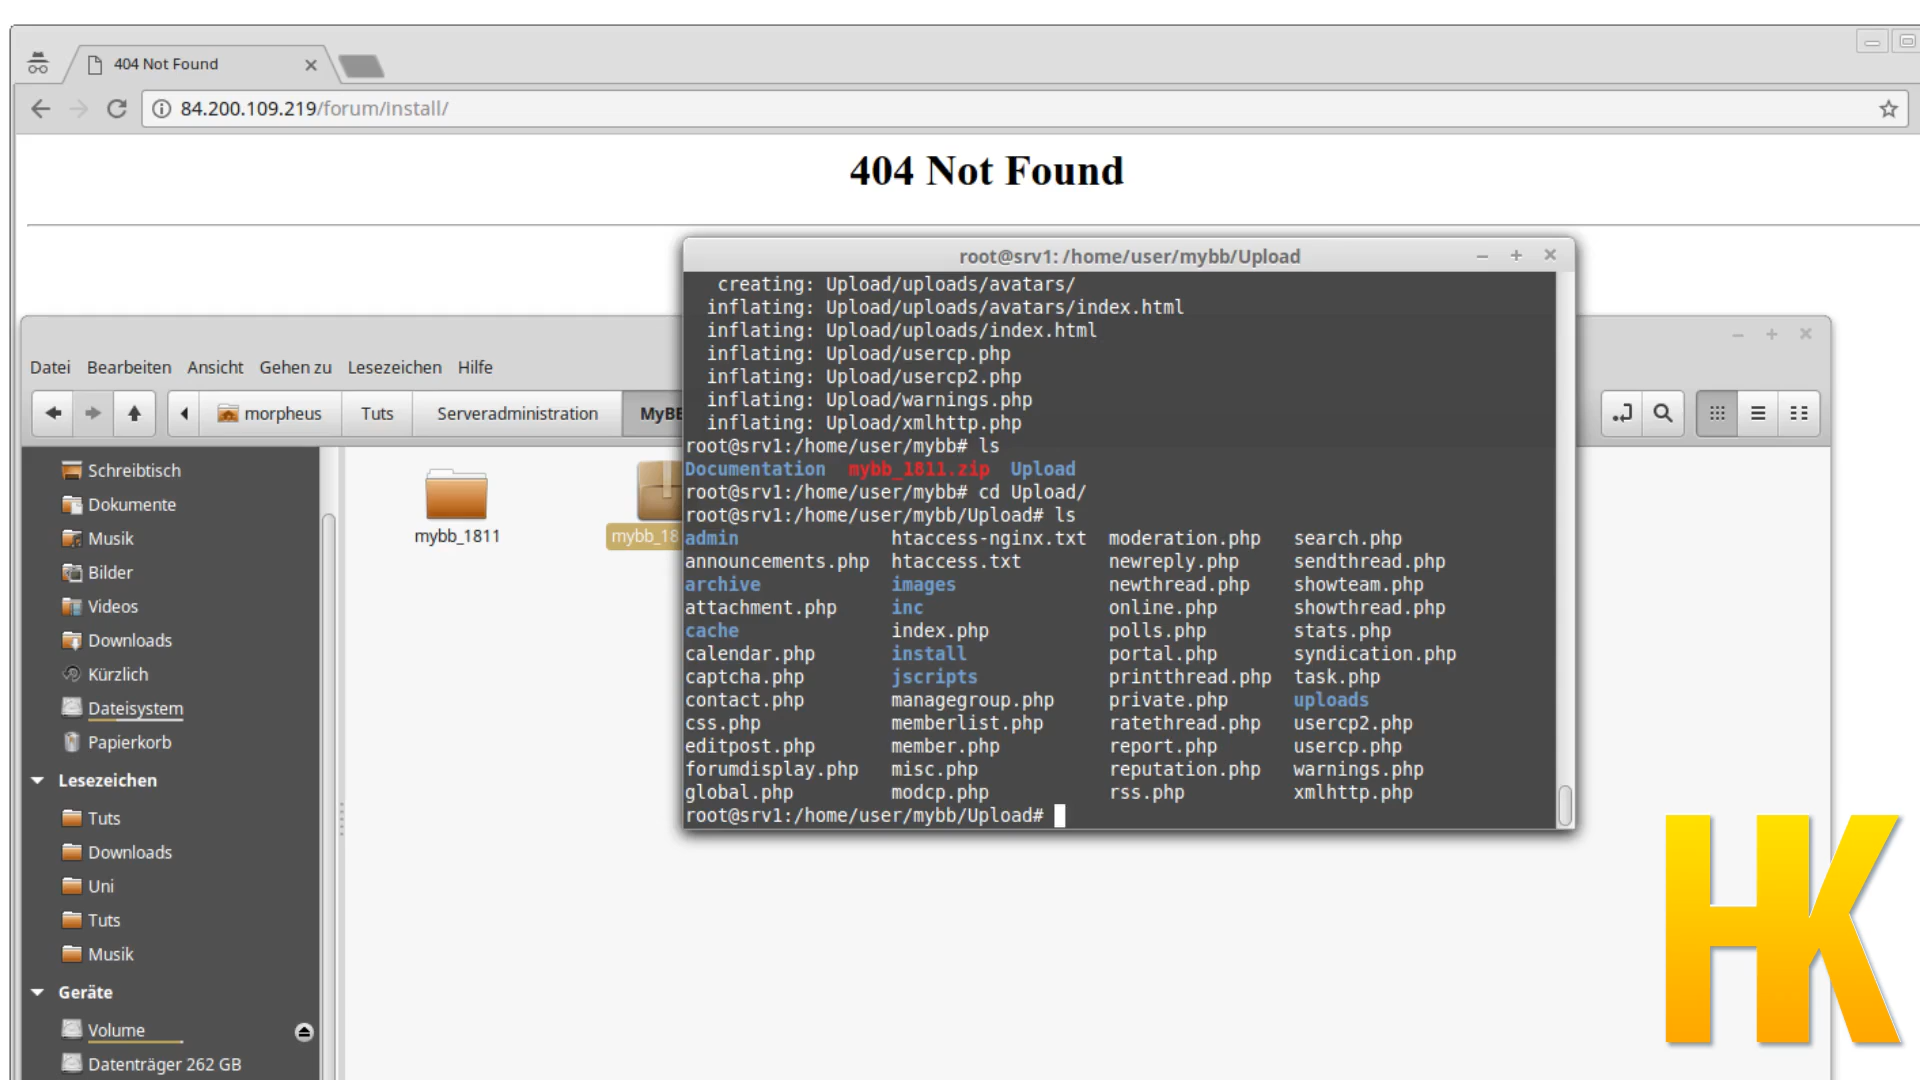 404 Not Found
84.200.109.219/forum/install/
404 Not Found
root@srv1: /home/user/mybb/Upload
creating: Upload/uploads/avatars/
inflating: Upload/uploads/avatars/index.html
inflating: Upload/uploads/index.html
inflating: Upload/usercp.php
inflating: Upload/usercp2.php
inflating: Upload/warnings.php
inflating: Upload/xmlhttp.php
root@srv1:/home/user/mybb# ls
Documentation mybb_1811.zip Upload
root@srv1:/home/user/mybb# cd Upload/
root@srv1:/home/user/mybb/Upload# ls
admin htaccess-nginx.txt moderation.php search.php
announcements.php htaccess.txt newreply.php sendthread.php
archive images newthread.php showteam.php
attachment.php inc online.php showthread.php
cache index.php polls.php stats.php
calendar.php install portal.php syndication.php
captcha.php jscripts printthread.php task.php
contact.php managegroup.php private.php uploads
css.php memberlist.php ratethread.php usercp2.php
editpost.php member.php report.php usercp.php
forumdisplay.php misc.php reputation.php warnings.php
global.php modcp.php rss.php xmlhttp.php
root@srv1:/home/user/mybb/Upload#
Datei Bearbeiten Ansicht Gehen zu Lesezeichen Hilfe
morpheus Tuts Serveradministration MyBB
Schreibtisch
Dokumente
Musik
Bilder
Videos
Downloads
Kürzlich
Dateisystem
Papierkorb
Lesezeichen
Tuts
Downloads
Uni
Tuts
Musik
Geräte
Volume
Datenträger 262 GB
mybb_1811
mybb_18
HK